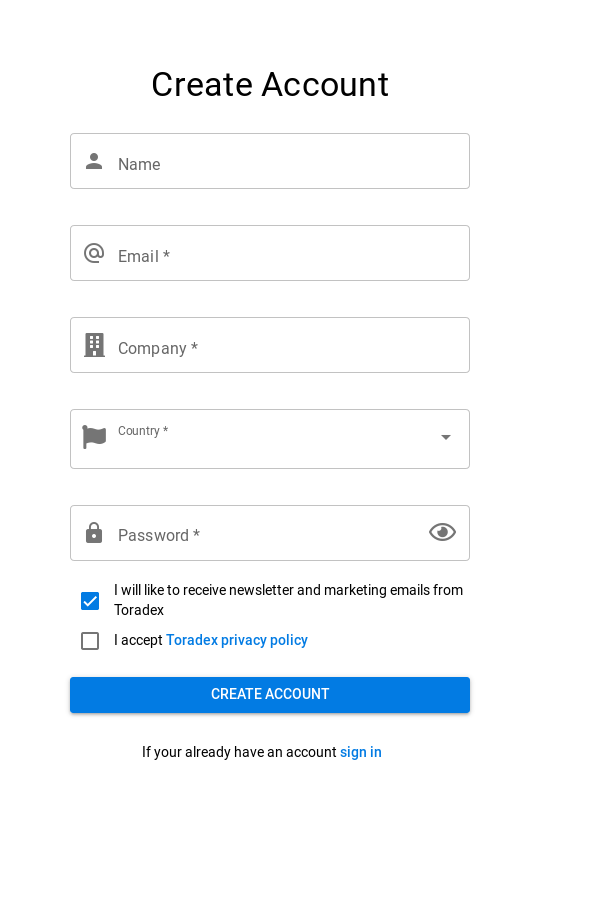 Create Account
Name
Email *
Company *
Country *
Password *
I will like to receive newsletter and marketing emails from
Toradex
I accept Toradex privacy policy
CREATE ACCOUNT
If your already have an account sign in